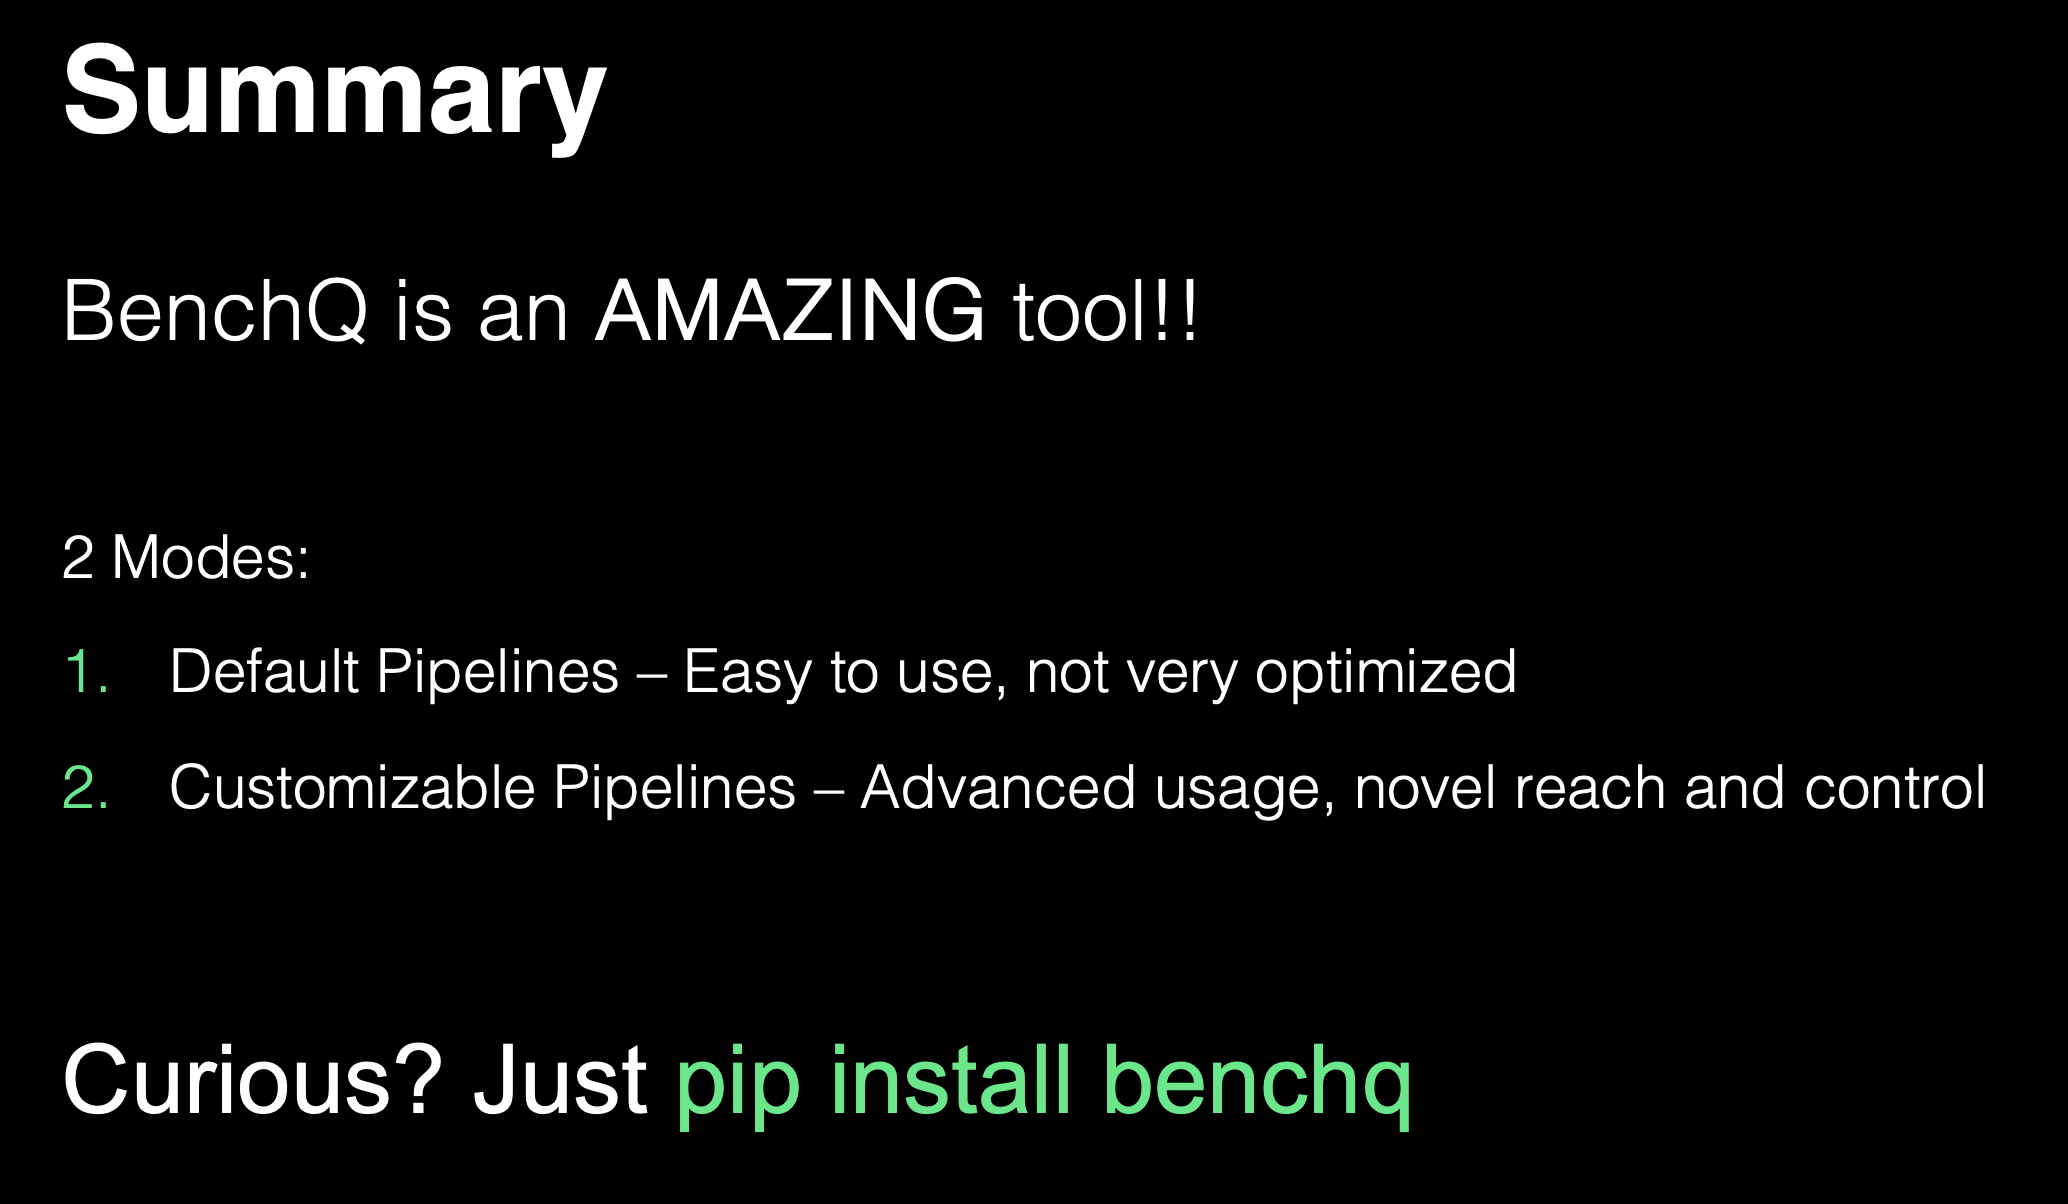 Summary
BenchQ is an AMAZING tool!!
2 Modes:
1. Default Pipelines – Easy to use, not very optimized
2. Customizable Pipelines – Advanced usage, novel reach and control
Curious? Just pip install benchq